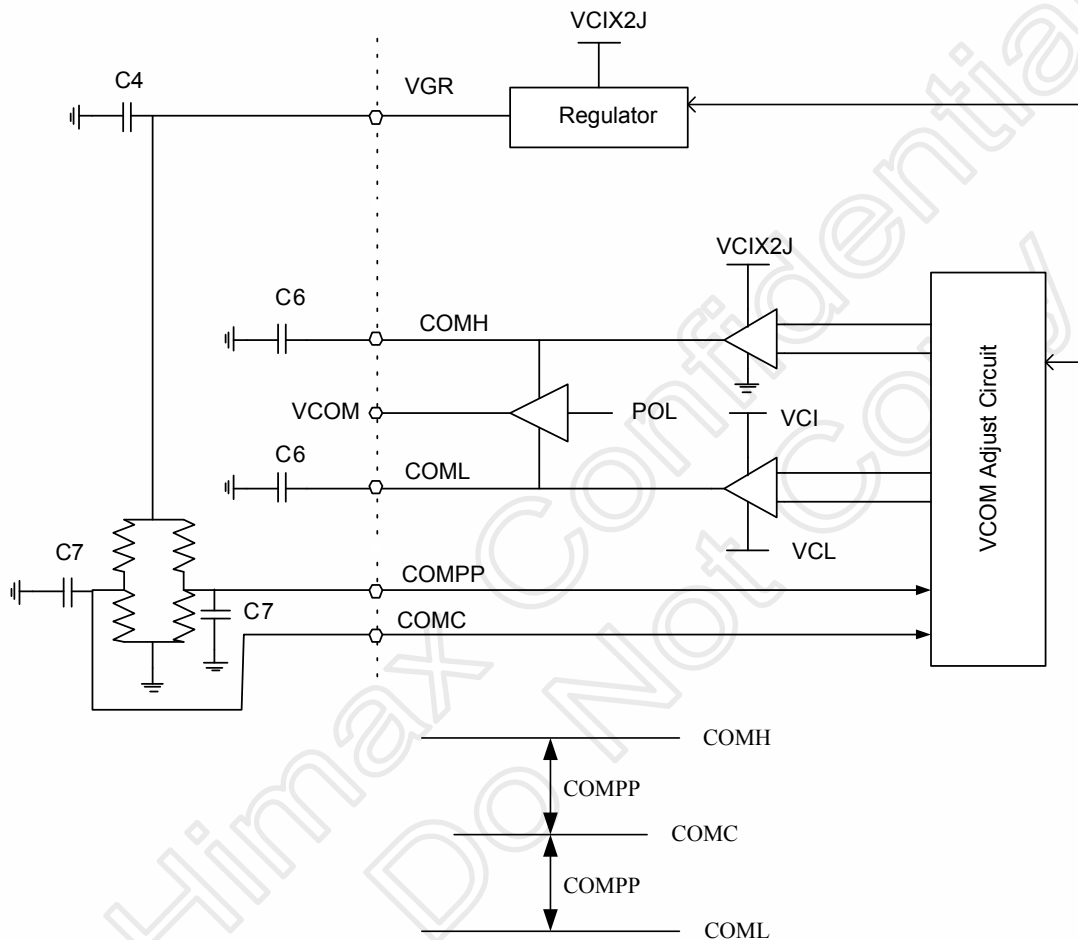 VCIX2J
C4
VGR
Regulator
VCIX2J
C6
COMH
VCOM
POL
VCI
C6
COML
VCL
VCOM Adjust Circuit
C7
COMPP
C7
COMC
COMH
COMPP
COMC
COMPP
COML
Himax Confidential
Do Not Copy